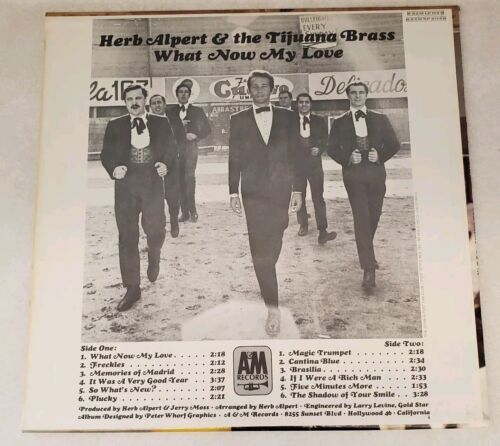 Herb Alpert & the Tijuana Brass
What Now My Love
Delicados
Side One:
1. What Now My Love . . . . 2:18
2. Freckles . . . . . . . . . . 2:12
3. Memories of Madrid . . . . 2:28
4. It Was A Very Good Year . 3:37
5. So What's New? . . . . . . 2:07
6. Plucky . . . . . . . . . . . 2:21
A&M
RECORDS
Side Two:
1. Magic Trumpet . . . . . . 2:18
2. Cantina Blue . . . . . . . 2:34
3. Brasilia . . . . . . . . . . 2:30
4. If I Were A Rich Man . . . 2:33
5. Five Minutes More . . . . 1:53
6. The Shadow of Your Smile . . 3:28
Produced by Herb Alpert & Jerry Moss - Arranged by Herb Alpert - Engineered by Larry Levine, Gold Star
Album Designed by Peter Whorf Graphics - A & M Records - 8255 Sunset Blvd - Hollywood 46 - California